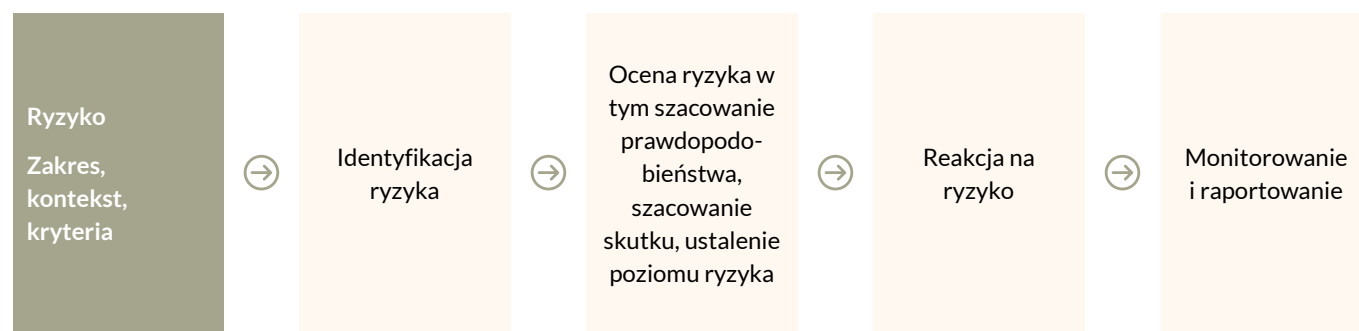 Ryzyko
Zakres,
kontekst,
kryteria
Identyfikacja
ryzyka
Ocena ryzyka w
tym szacowanie
prawdopodo-
bieństwa,
szacowanie
skutku, ustalenie
poziomu ryzyka
Reakcja na
ryzyko
Monitorowanie
i raportowanie